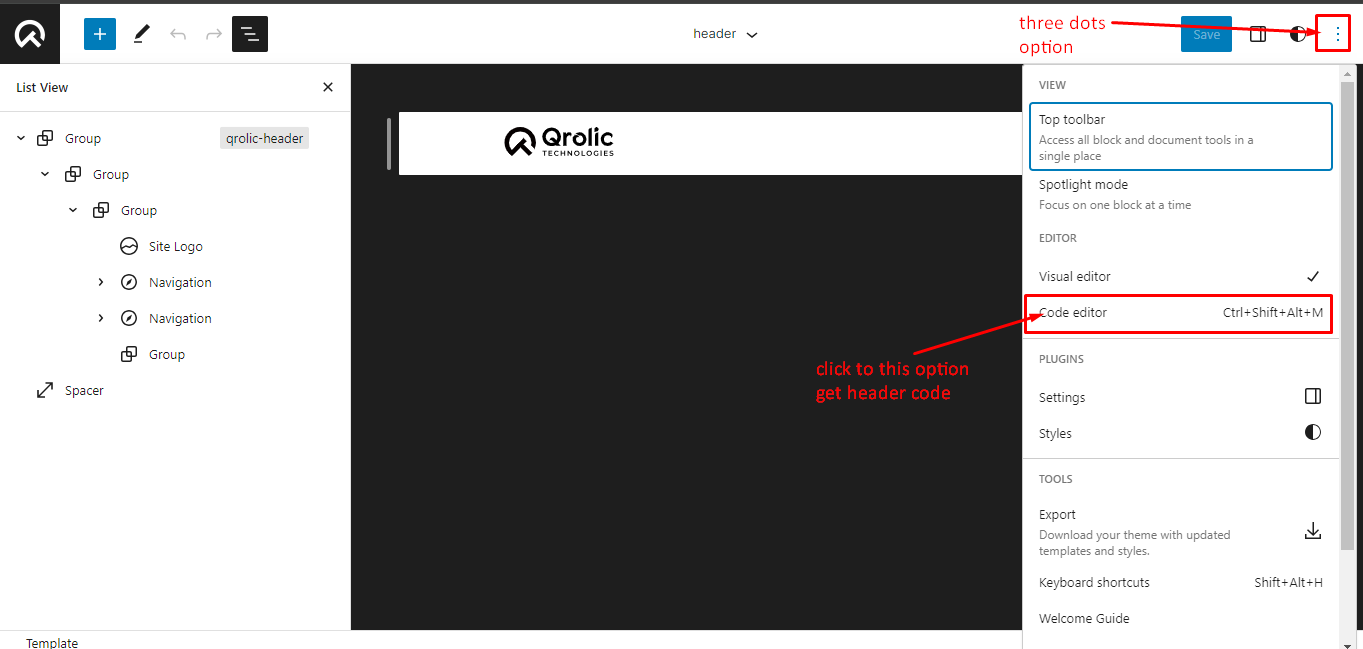 three dots
option
header
Save
List View
Group
qrolic-header
Group
Group
Site Logo
Navigation
Navigation
Group
Spacer
Qrolic
TECHNOLOGIES
click to this option
get header code
VIEW
Top toolbar
Access all block and document tools in a
single place
Spotlight mode
Focus on one block at a time
EDITOR
Visual editor
Code editor Ctrl+Shift+Alt+M
PLUGINS
Settings
Styles
TOOLS
Export
Download your theme with updated
templates and styles.
Keyboard shortcuts Shift+Alt+H
Welcome Guide
Template